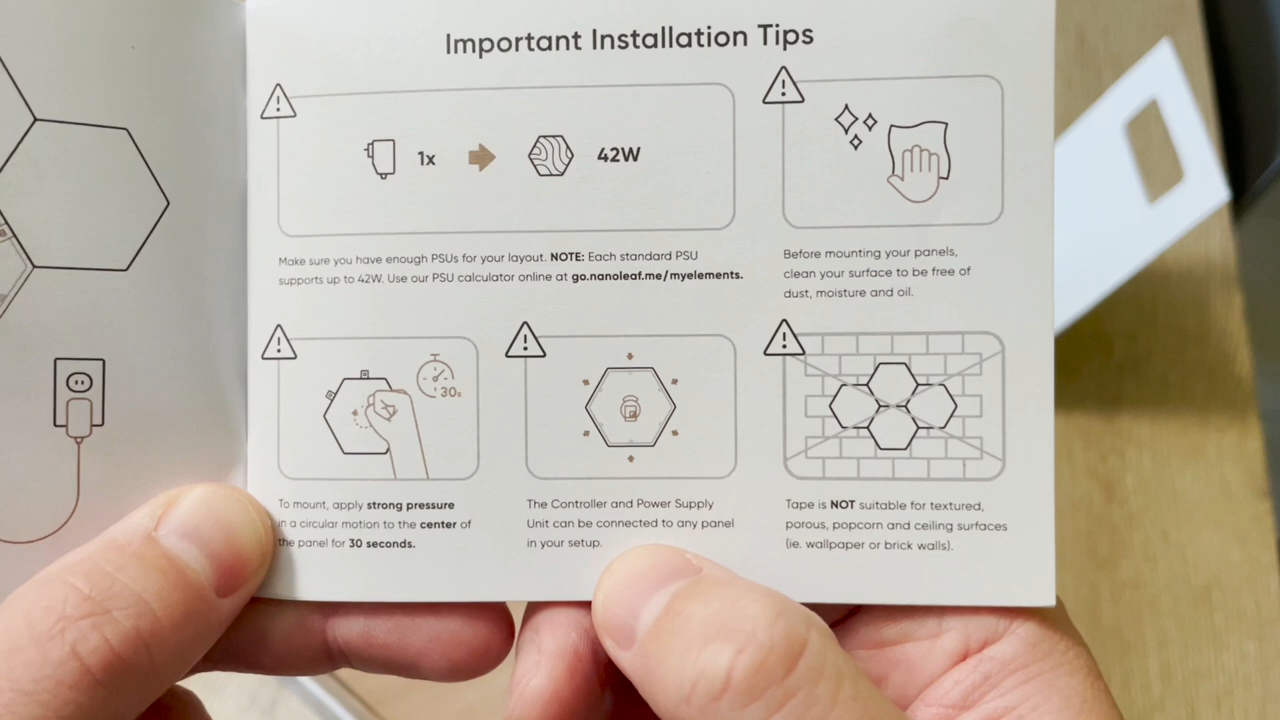 Important Installation Tips
1x
42W
Make sure you have enough PSUs for your layout. NOTE: Each standard PSU
supports up to 42W. Use our PSU calculator online at go.nanoleaf.me/myelements.
Before mounting your panels,
clean your surface to be free of
dust, moisture and oil.
30s
To mount, apply strong pressure
in a circular motion to the center of
the panel for 30 seconds.
The Controller and Power Supply
Unit can be connected to any panel
in your setup.
Tape is NOT suitable for textured,
porous, popcorn and ceiling surfaces
(ie. wallpaper or brick walls).